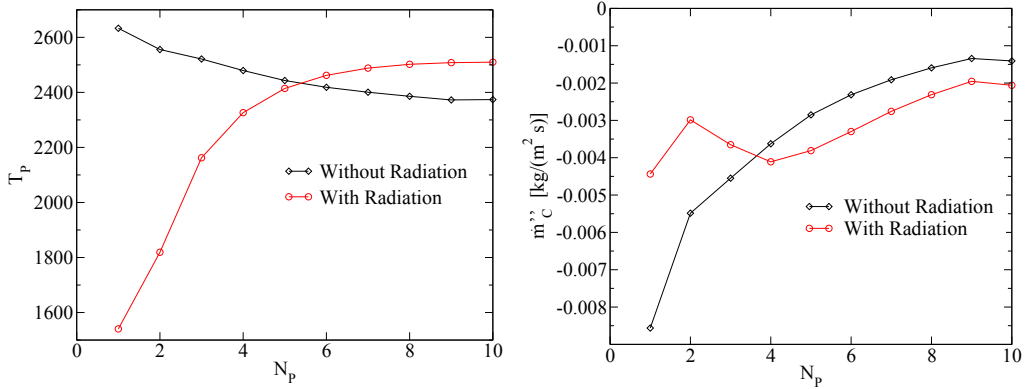 2600
2400
2200
2000
1800
1600
T_P
Without Radiation
With Radiation
0 2 4 6 8 10
N_P
0
-0.001
-0.002
-0.003
-0.004
-0.005
-0.006
-0.007
-0.008
ṁ''_C [kg/(m² s)]
Without Radiation
With Radiation
0 2 4 6 8 10
N_P